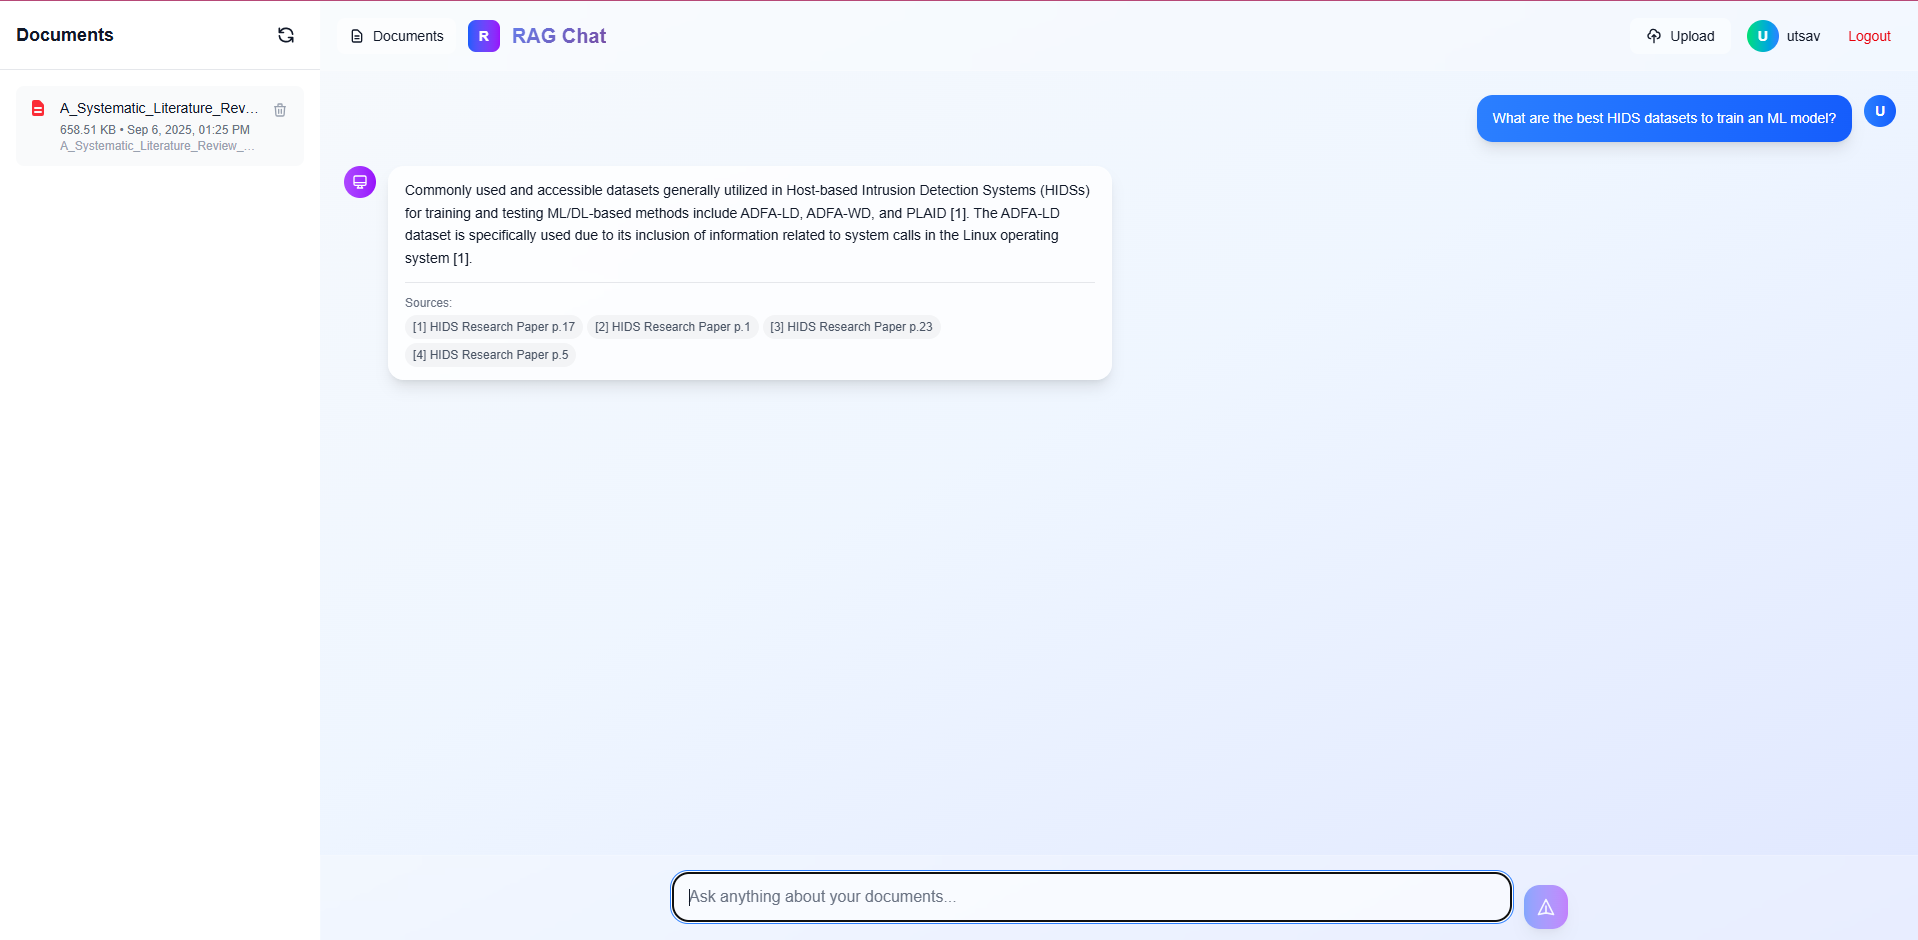 Documents
A_Systematic_Literature_Rev...
658.51 KB • Sep 6, 2025, 01:25 PM
A_Systematic_Literature_Review_...
Documents
R
RAG Chat
Upload
U
utsav
Logout
What are the best HIDS datasets to train an ML model?
U
Commonly used and accessible datasets generally utilized in Host-based Intrusion Detection Systems (HIDSs)
for training and testing ML/DL-based methods include ADFA-LD, ADFA-WD, and PLAID [1]. The ADFA-LD
dataset is specifically used due to its inclusion of information related to system calls in the Linux operating
system [1].
Sources:
[1] HIDS Research Paper p.17 [2] HIDS Research Paper p.1 [3] HIDS Research Paper p.23
[4] HIDS Research Paper p.5
Ask anything about your documents...